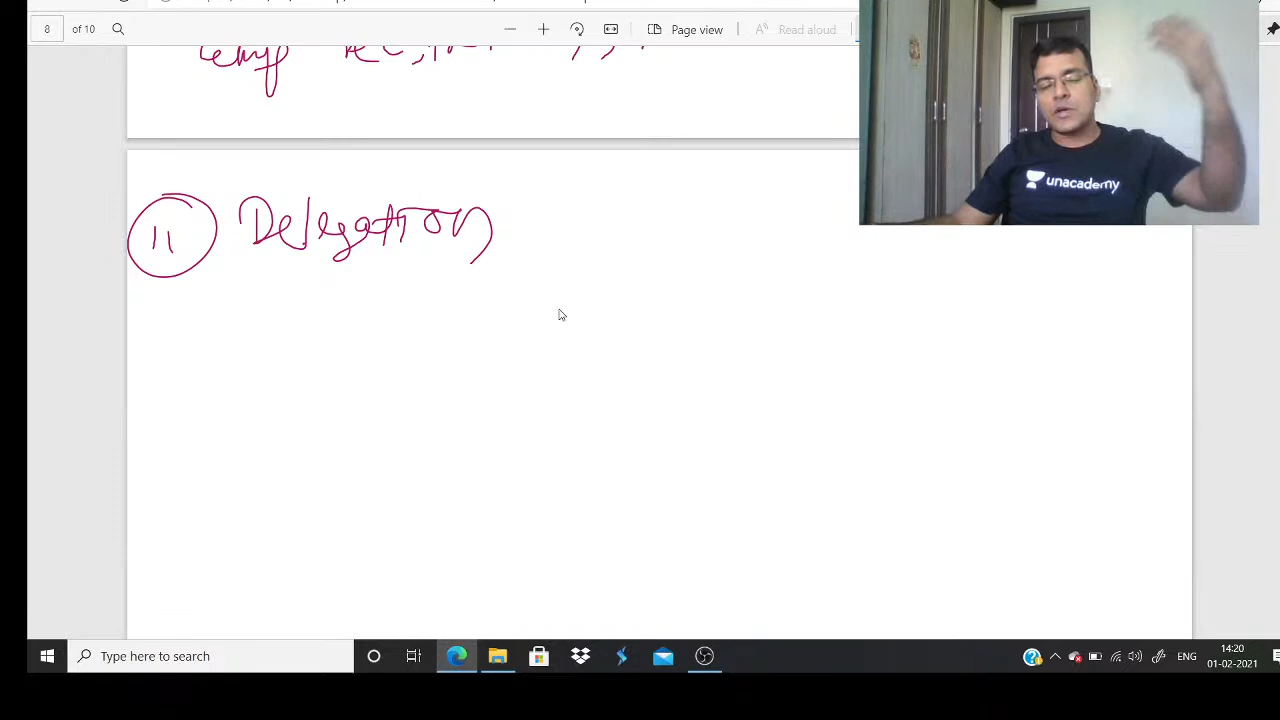 8 of 10
Page view
Read aloud
unacademy
11 Delegation
Type here to search
ENG
14:20
01-02-2021